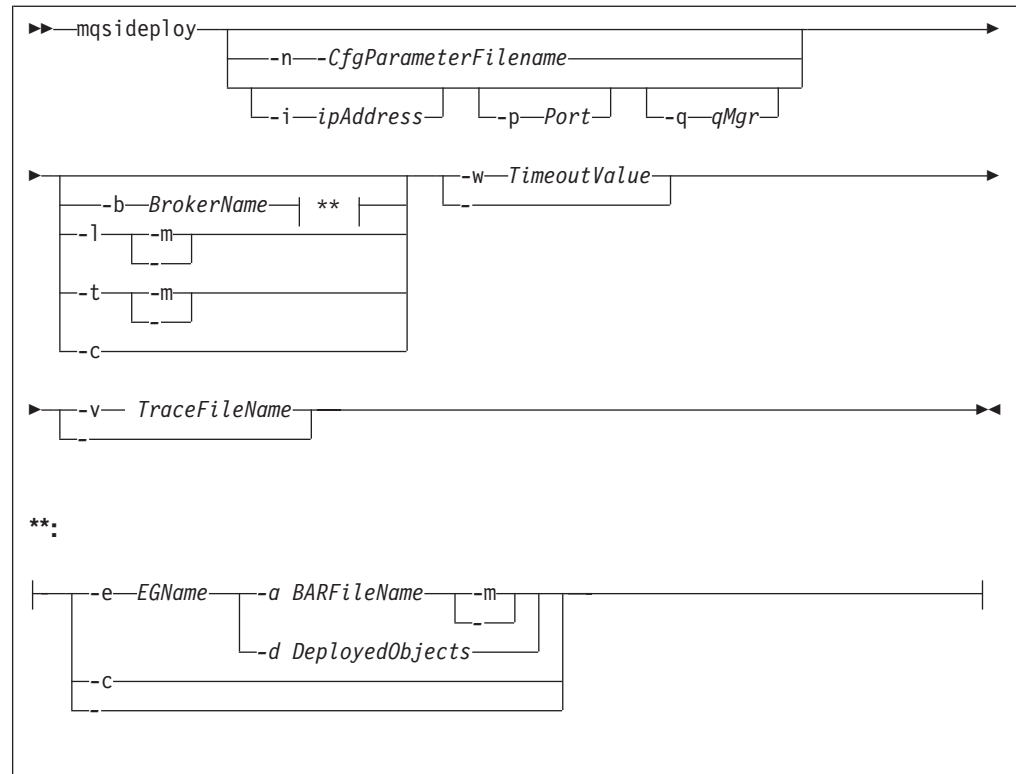 mqsideploy
-n -CfgParameterFilename
-i ipAddress -p Port -q qMgr
-b BrokerName ** -w TimeoutValue
-
-l -m
-
-t -m
-
-c
-v TraceFileName
-
**:
-e EGName -a BARFileName -m
-
-d DeployedObjects
-c
-